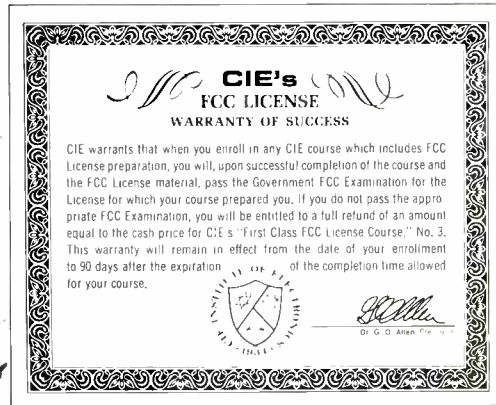 CIE's
FCC LICENSE
WARRANTY OF SUCCESS
CIE warrants that when you enroll in any CIE course which includes FCC
License preparation, you will, upon successful completion of the course and
the FCC License material, pass the Government FCC Examination for the
License for which your course prepared you. If you do not pass the appro
priate FCC Examination, you will be entitled to a full refund of an amount
equal to the cash price for CIE s "First Class FCC License Course," No. 3.
This warranty will remain in effect from the date of your enrollment
to 90 days after the expiration of the completion time allowed
for your course.
OF
1934
Dr G O Allen